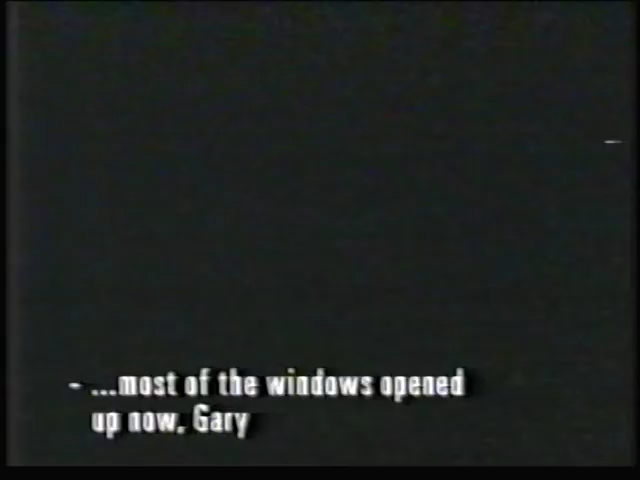 - ...most of the windows opened
up now, Gary